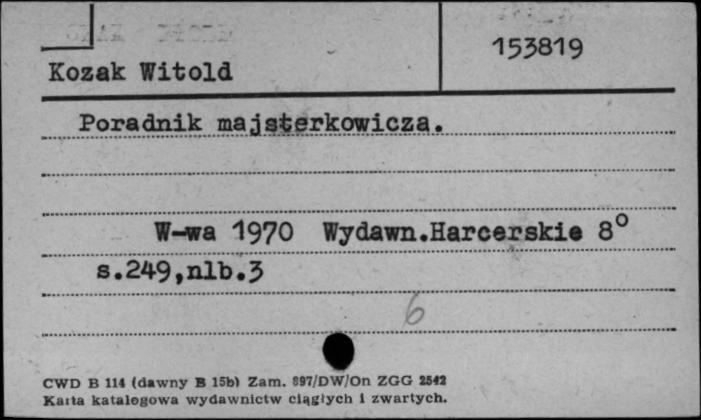 153819
Kozak Witold
Poradnik majsterkowicza.
W-wa 1970 Wydawn.Harcerskie 8°
s.249,nlb.3
6
CWD B 114 (dawny B 15b) Zam. 897/DW/On ZGG 2542
Karta katalogowa wydawnictw ciągłych i zwartych.